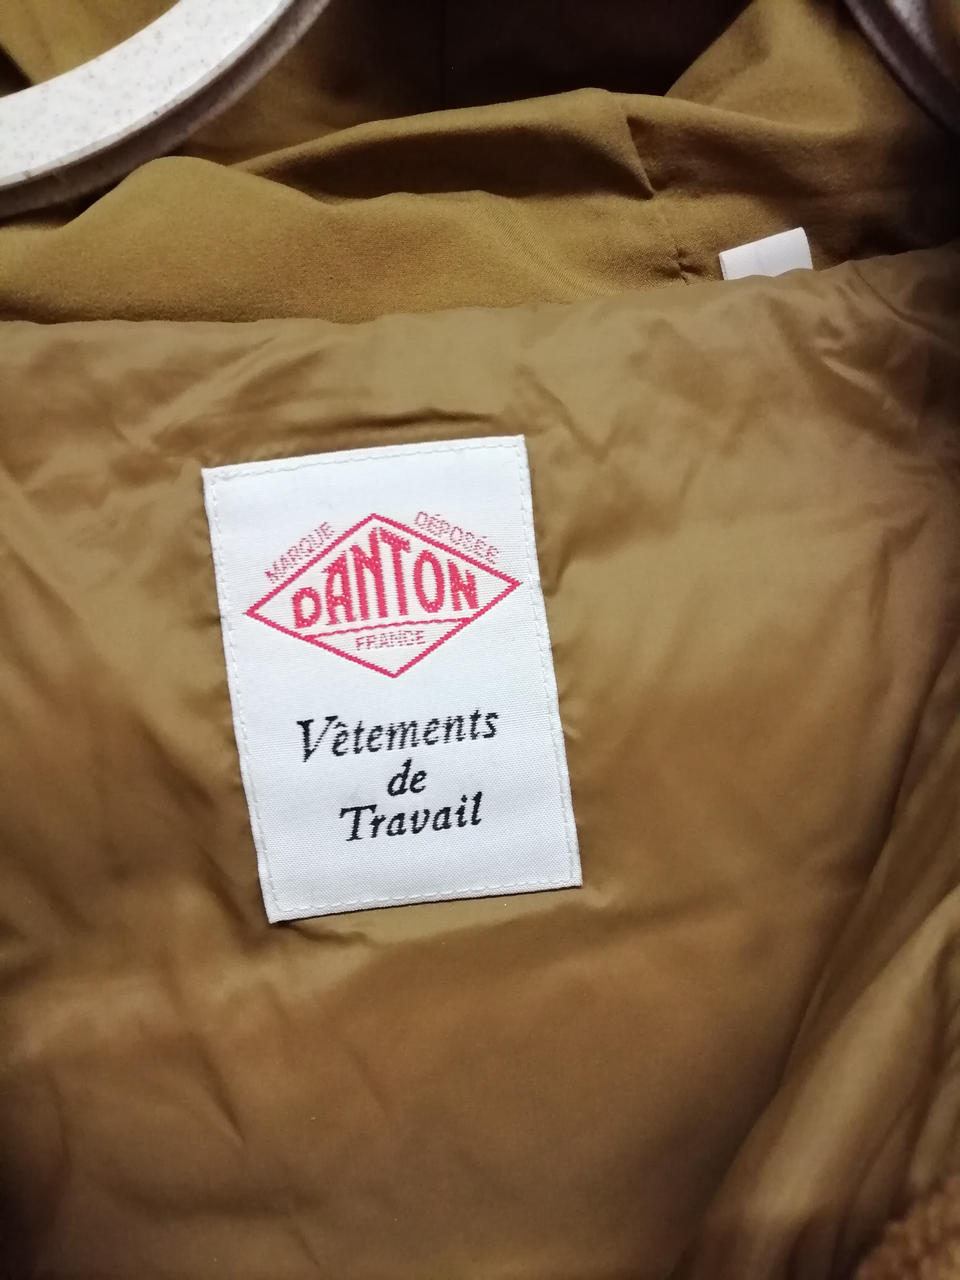 MARQUE DÉPOSÉE
DANTON
FRANCE
Vêtements
de
Travail